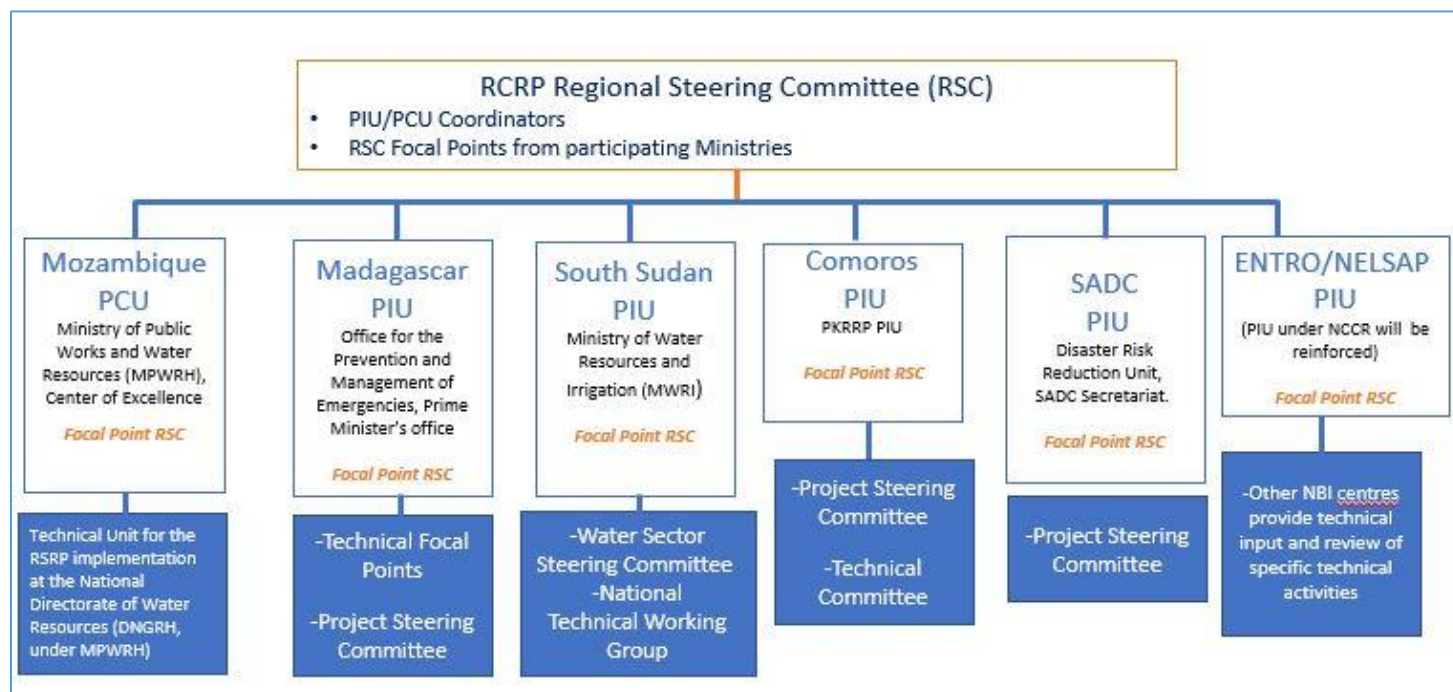 RCRP Regional Steering Committee (RSC)
• PIU/PCU Coordinators
• RSC Focal Points from participating Ministries
Mozambique
PCU
Ministry of Public
Works and Water
Resources (MPWRH),
Center of Excellence
Focal Point RSC
Technical Unit for the
RSRP implementation
at the National
Directorate of Water
Resources (DNGRH,
under MPWRH)
Madagascar
PIU
Office for the
Prevention and
Management of
Emergencies, Prime
Minister's office
Focal Point RSC
-Technical Focal
Points
-Project Steering
Committee
South Sudan
PIU
Ministry of Water
Resources and
Irrigation (MWRI)
Focal Point RSC
-Water Sector
Steering Committee
-National
Technical Working
Group
Comoros
PIU
PKRRP PIU
Focal Point RSC
-Project Steering
Committee
-Technical
Committee
SADC
PIU
Disaster Risk
Reduction Unit,
SADC Secretariat.
Focal Point RSC
-Project Steering
Committee
ENTRO/NELSAP
PIU
(PIU under NCCR will be
reinforced)
Focal Point RSC
-Other NBI centres
provide technical
input and review of
specific technical
activities